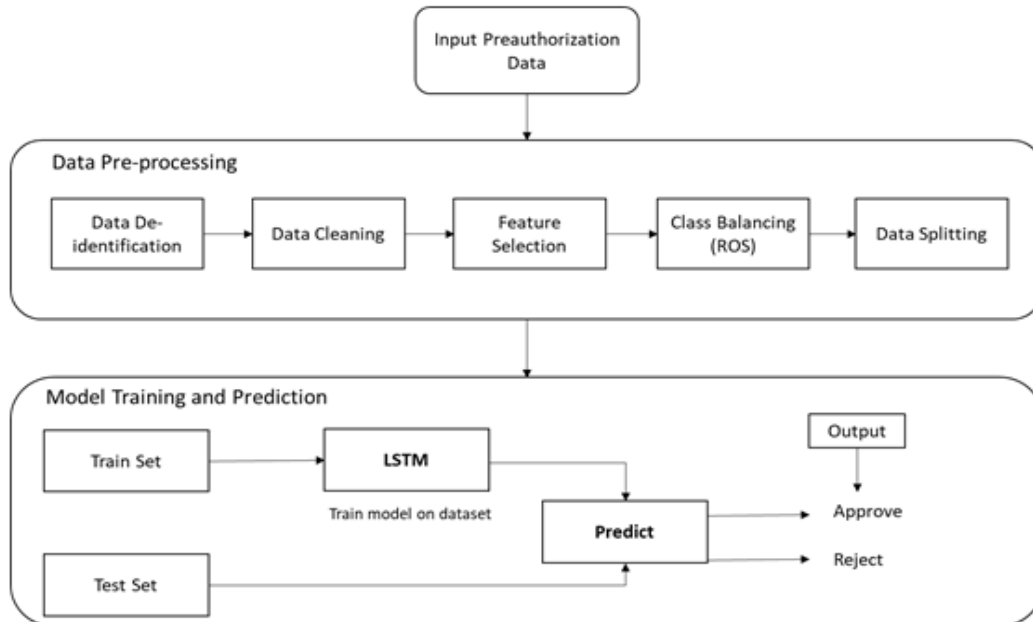 Input Preauthorization
Data
Data Pre-processing
Data De-
identification
Data Cleaning
Feature
Selection
Class Balancing
(ROS)
Data Splitting
Model Training and Prediction
Train Set
LSTM
Train model on dataset
Output
Predict
Approve
Reject
Test Set